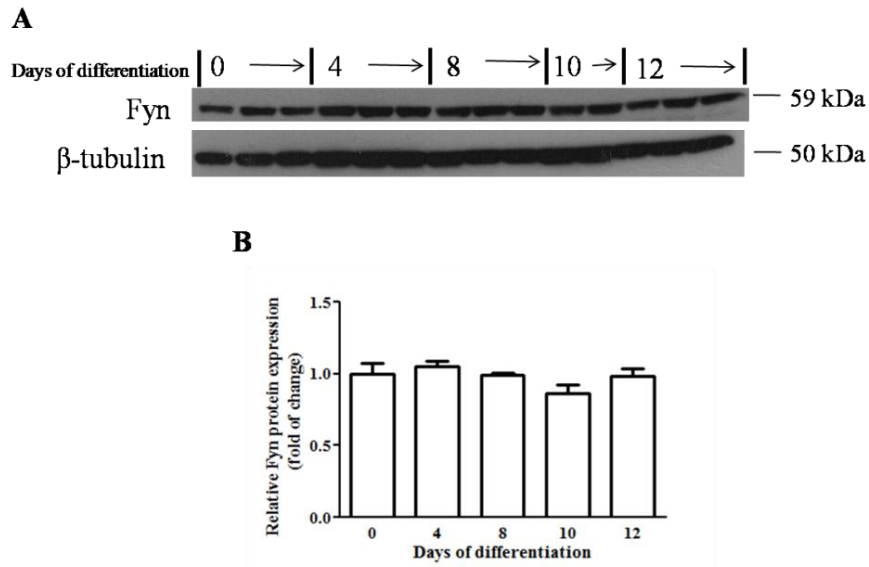 A
Days of differentiation | 0 → | 4 → | 8 → | 10 → | 12 → |
Fyn
59 kDa
β-tubulin
50 kDa
B
Relative Fyn protein expression
(fold of change)
1.5
1.0
0.5
0.0
0 4 8 10 12
Days of differentiation